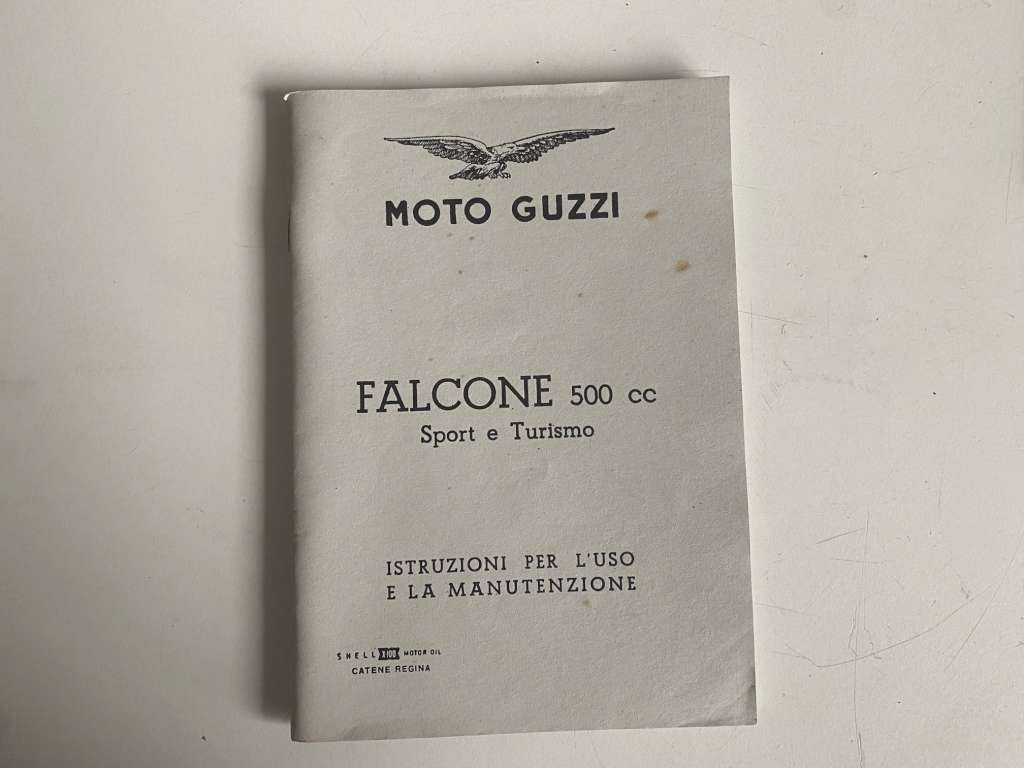 MOTO GUZZI
FALCONE 500 cc
Sport e Turismo
ISTRUZIONI PER L'USO
E LA MANUTENZIONE
SHELL X100 MOTOR OIL
CATENE REGINA